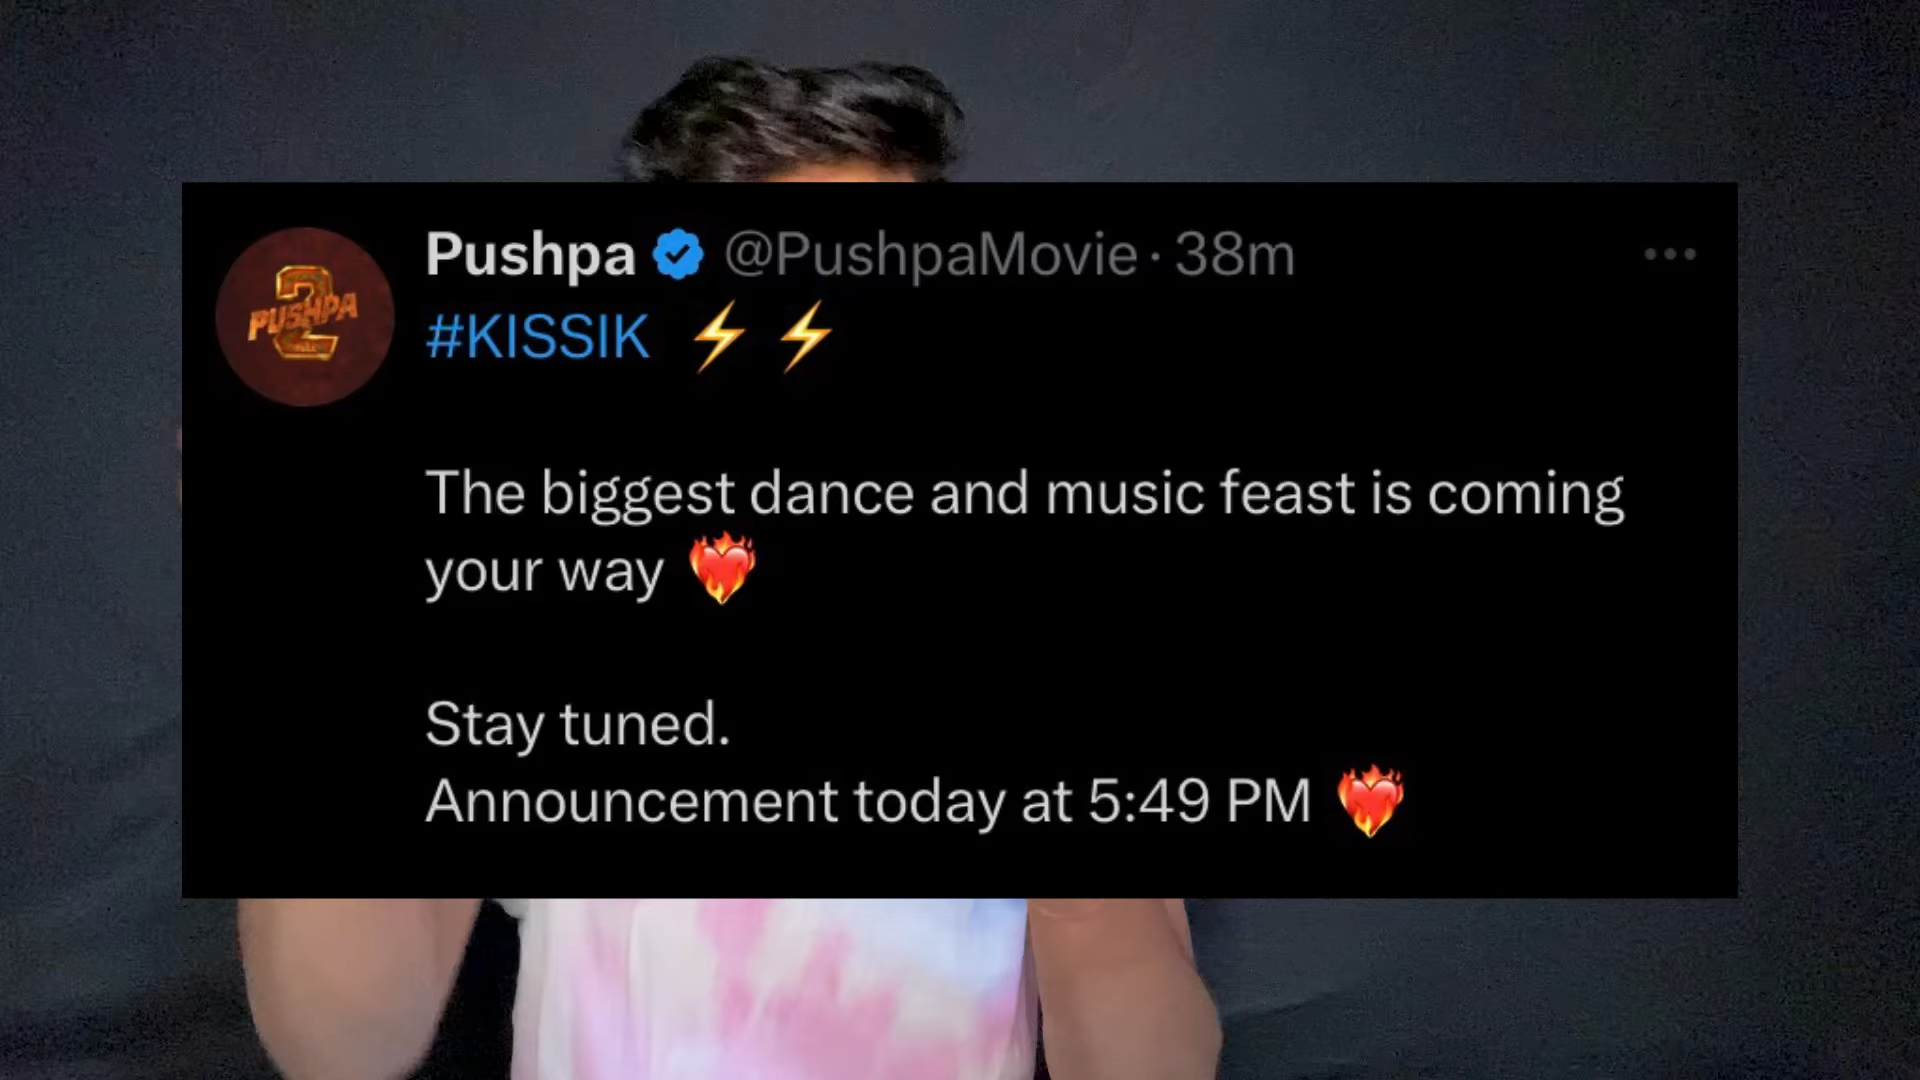 Pushpa @PushpaMovie · 38m
2
PUSHPA
#KISSIK ⚡ ⚡
The biggest dance and music feast is coming
your way ❤️‍🔥
Stay tuned.
Announcement today at 5:49 PM ❤️‍🔥